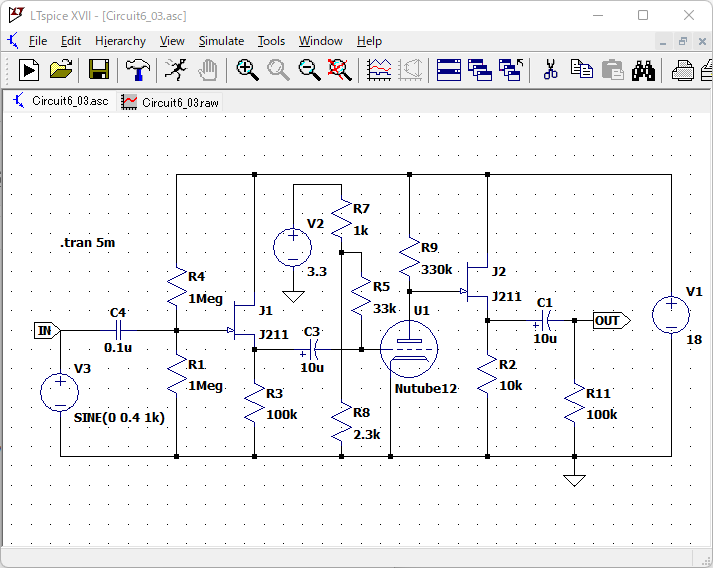 LTspice XVII - [Circuit6_03.asc]
File Edit Hierarchy View Simulate Tools Window Help
Circuit6_03.asc Circuit6_03.raw
.tran 5m
IN
C4
0.1u
V3
SINE(0 0.4 1k)
R4
1Meg
R1
1Meg
J1
J211
R3
100k
V2
3.3
C3
10u
R7
1k
R5
33k
R8
2.3k
R9
330k
U1
Nutube12
J2
J211
R2
10k
C1
10u
OUT
R11
100k
V1
18